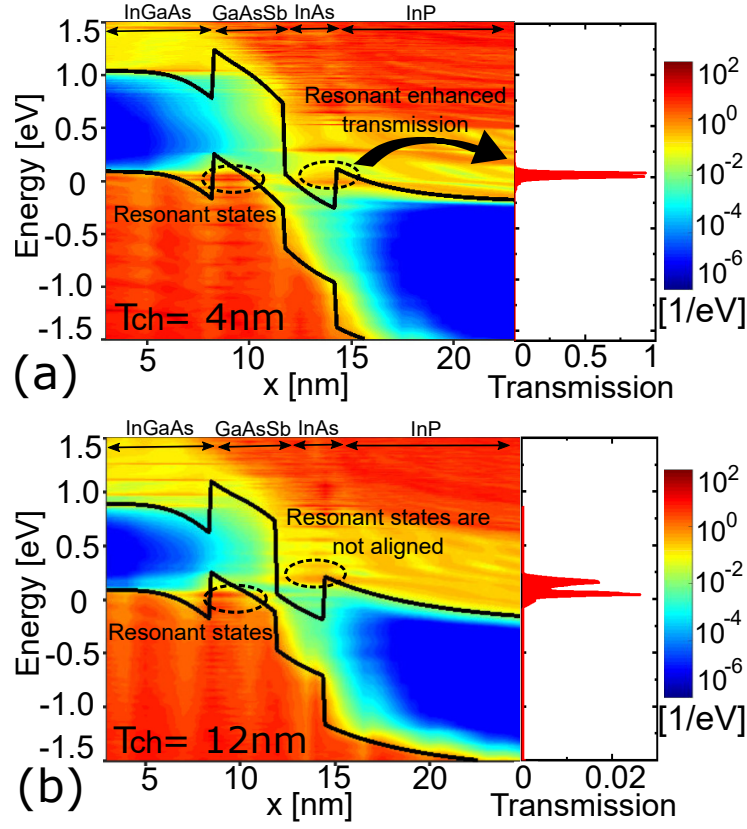 InGaAs GaAsSb InAs InP
1.5
1.0
0.5
0
-0.5
-1.0
-1.5
Energy [eV]
Resonant enhanced
transmission
Resonant states
Tch= 4nm
5 10 15 20
x [nm]
0 0.5 1
Transmission
10^2
10^0
10^-2
10^-4
10^-6
[1/eV]
(a)
InGaAs GaAsSb InAs InP
1.5
1.0
0.5
0
-0.5
-1.0
-1.5
Energy [eV]
Resonant states are
not aligned
Resonant states
Tch= 12nm
5 10 15 20
x [nm]
0 0.02
Transmission
10^2
10^0
10^-2
10^-4
10^-6
[1/eV]
(b)